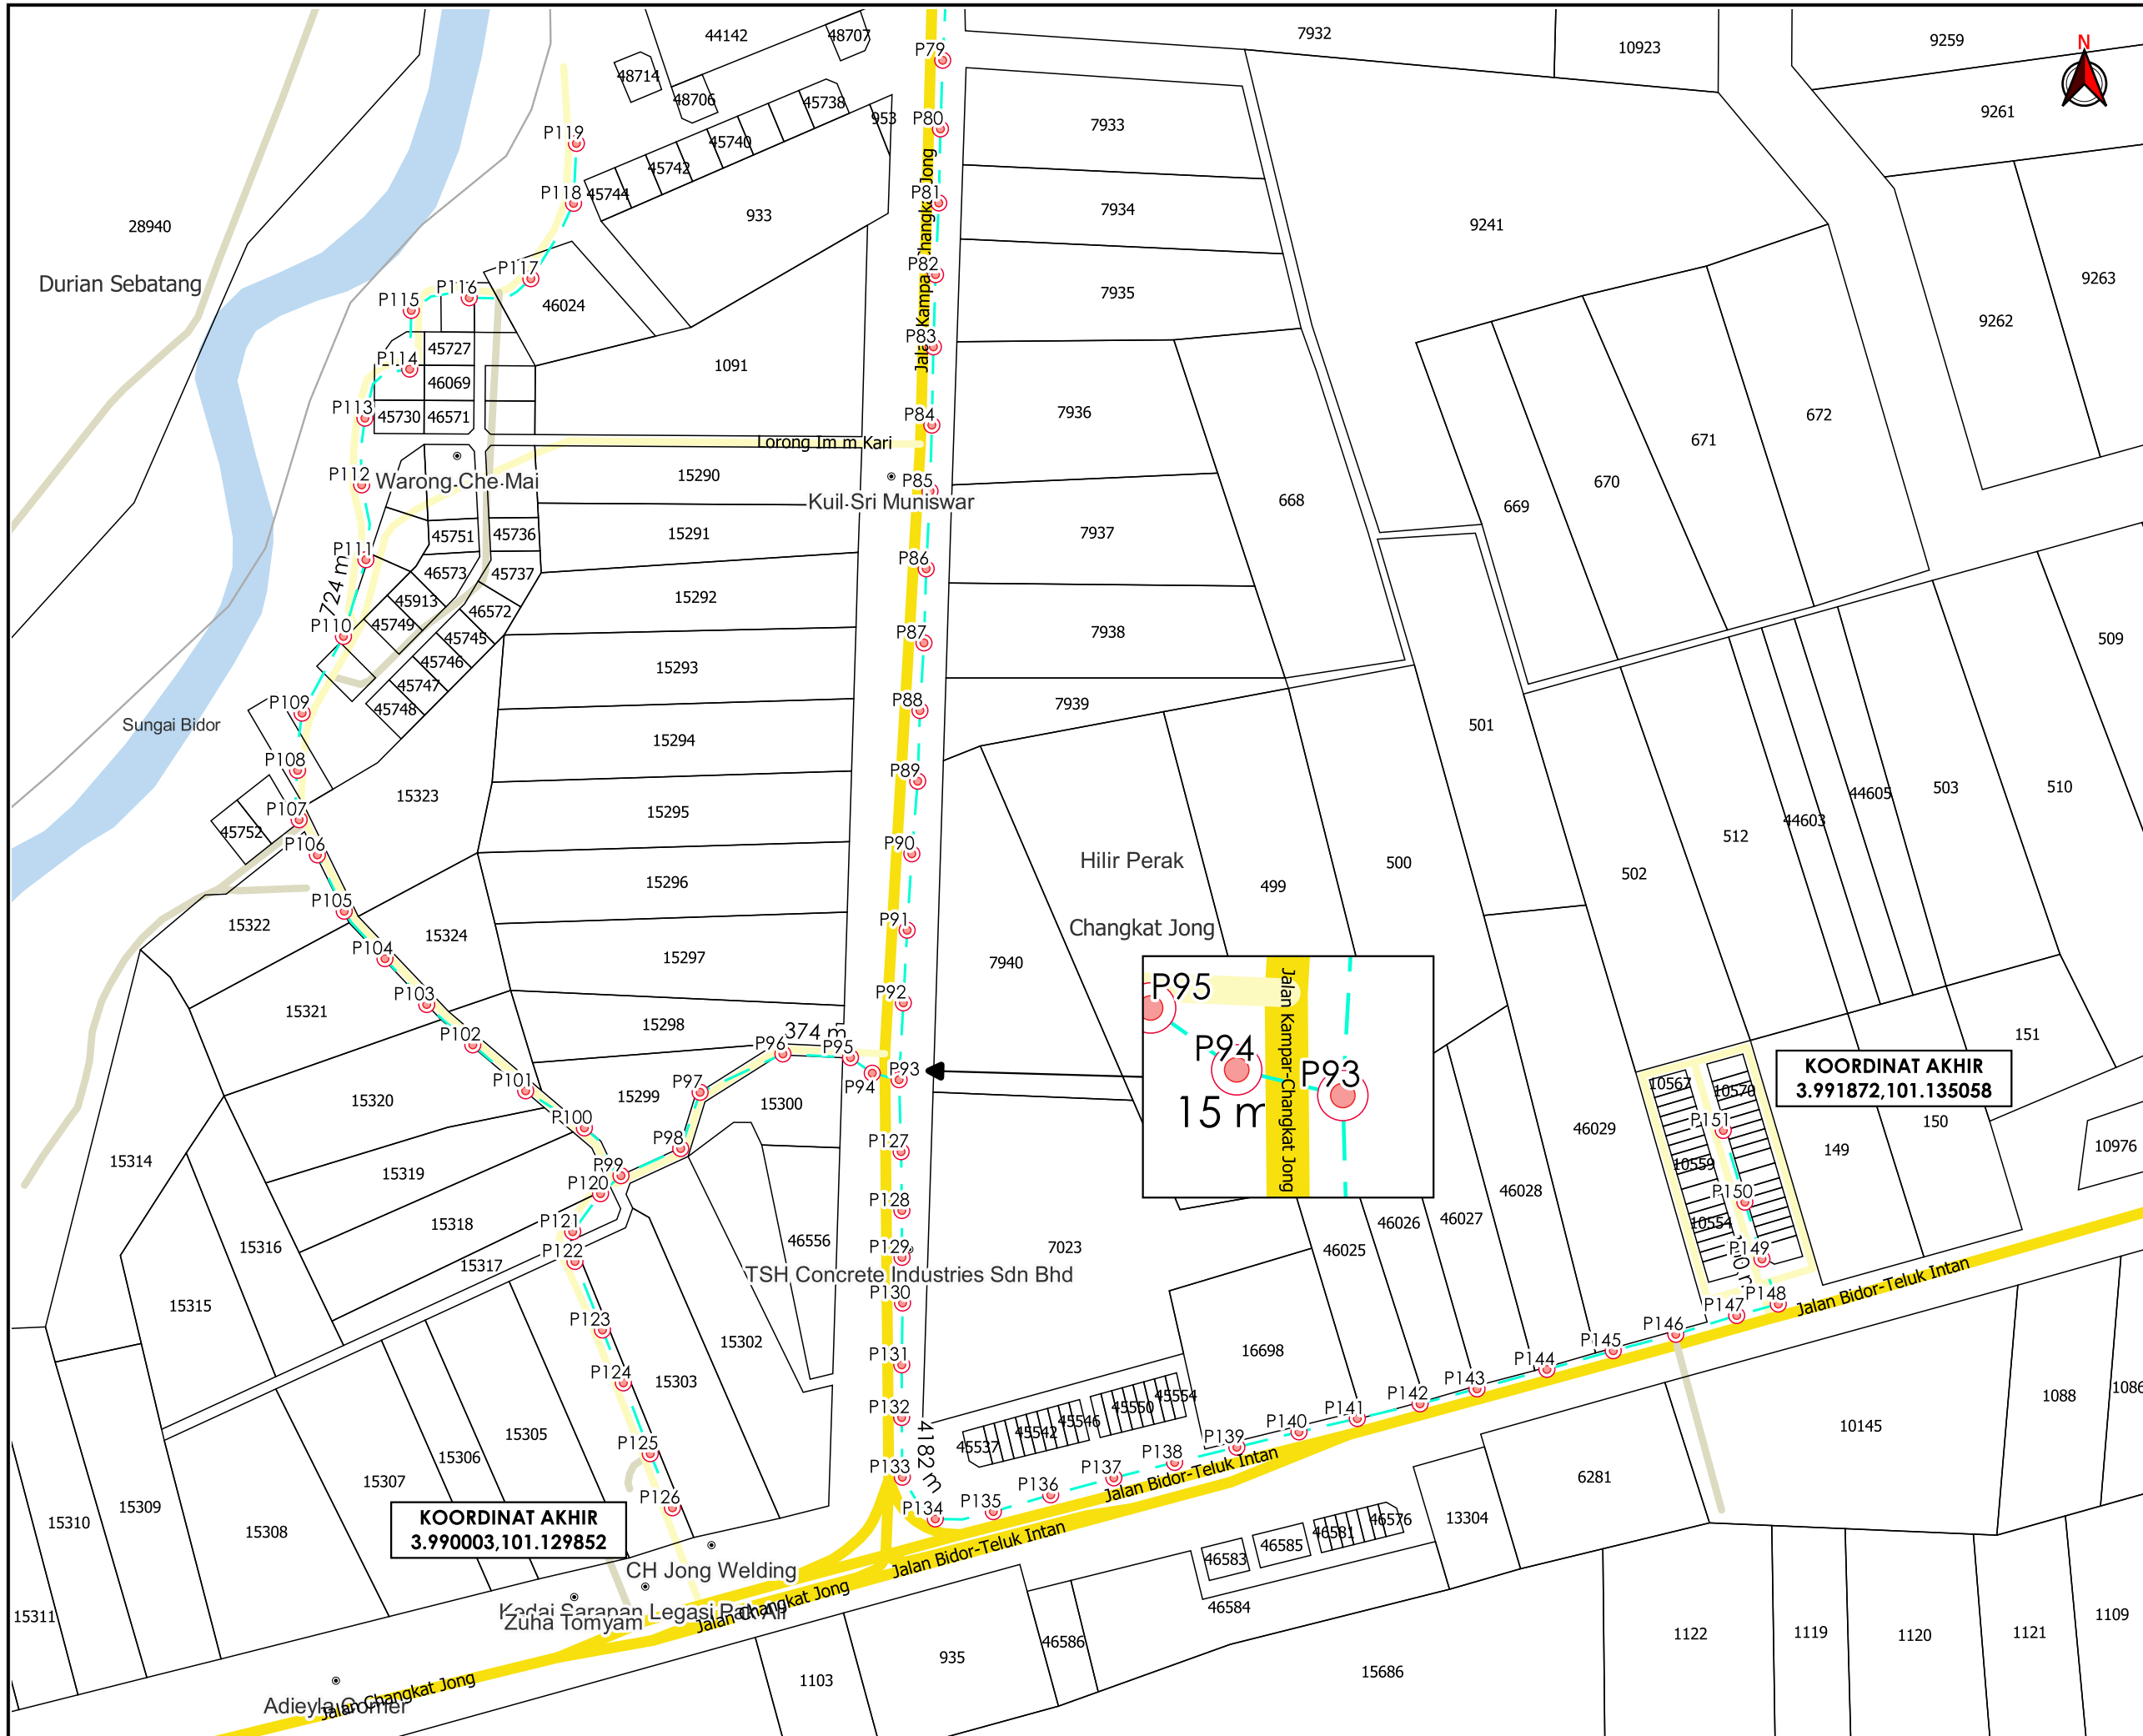 44142
48707
P79
7932
10923
9259
N
48714
48706
45738
953
P80
7933
9261
P119
45740
45742
P118
45744
933
P81
7934
9241
28940
Durian Sebatang
P117
P116
P115
46024
P82
7935
9262
9263
Jalan Kampar-Changkat Jong
45727
P83
P114
46069
1091
P113
45730
46571
P84
7936
671
672
Lorong Im m Kari
P112
Warong Che Mai
15290
Kuil Sri Muniswar
P85
668
669
670
45751
45736
15291
7937
P111
46573
45737
P86
724 m
45913
46572
15292
P110
45749
45745
P87
7938
509
45746
15293
45747
P109
45748
P88
7939
501
Sungai Bidor
15294
P108
P89
15323
503
510
44605
P107
45752
15295
44603
512
P106
P90
Hilir Perak
500
15296
499
502
P105
15322
P91
Changkat Jong
15324
P104
15297
7940
P103
15321
P92
P95
Jalan Kampar-Changkat Jong
P94
P93
15 m
15298
374 m
P102
P96
P95
151
P101
P94
P93
P97
KOORDINAT AKHIR
3.991872,101.135058
10567
10570
15320
15299
15300
P100
P151
46029
150
149
10976
15314
P98
P127
P99
10559
15319
P120
46028
P150
P128
15318
P121
10554
46026
46027
15316
46556
P129
7023
46025
P149
P122
15317
TSH Concrete Industries Sdn Bhd
Jalan Bidor-Teluk Intan
15315
P130
P148
P147
P123
15302
P146
P131
16698
P145
P124
15303
P144
P143
1088
1086
45554
45550
P142
P132
45546
P141
45542
10145
15305
4182 m
P140
P125
45537
P139
15306
P138
Jalan Bidor-Teluk Intan
P133
P137
6281
15307
P136
15309
P126
P135
P134
KOORDINAT AKHIR
3.990003,101.129852
15310
15308
46576
46581
13304
46585
Jalan Bidor-Teluk Intan
46583
CH Jong Welding
Kedai Sarapan Legasi Pak Ali
Zuha Tomyam
Jalan Changkat Jong
46584
15311
1109
1122
1119
1120
1121
46586
935
15686
1103
Jalan Changkat Jong
Adieyla Corner